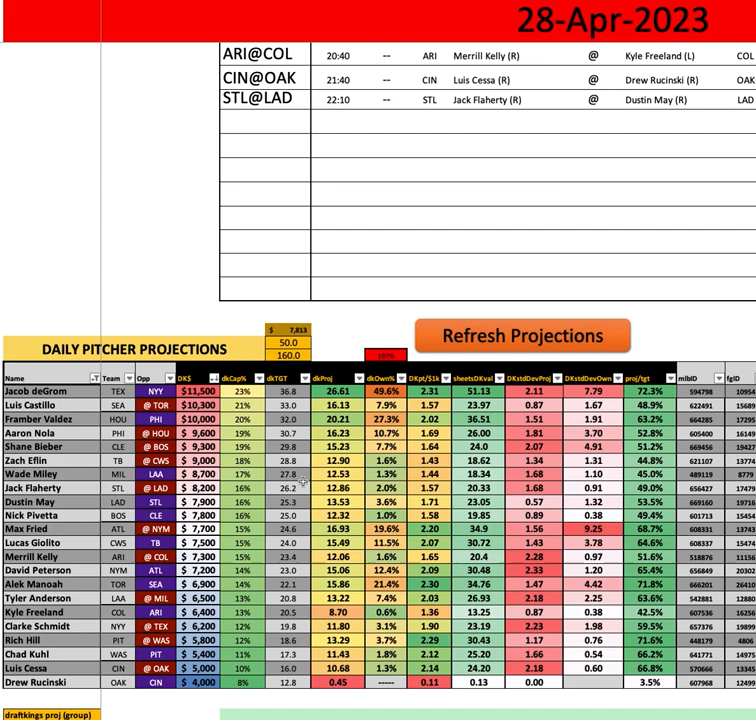 28-Apr-2023
ARI@COL 20:40 -- ARI Merrill Kelly (R) @ Kyle Freeland (L) COL
CIN@OAK 21:40 -- CIN Luis Cessa (R) @ Drew Rucinski (R) OAK
STL@LAD 22:10 -- STL Jack Flaherty (R) @ Dustin May (R) LAD
$ 7,813
50.0
160.0
DAILY PITCHER PROJECTIONS
Refresh Projections
Name Team Opp DK$ dkCap% dkTGT dkProj dkOwn% DKpt/$1k sheetsDKval DKstdDevProj DKstdDevOwn proj/tgt mlbID fgID
Jacob deGrom TEX NYY $11,500 23% 36.8 26.61 49.6% 2.31 51.13 2.11 7.79 72.3% 594798 10954
Luis Castillo SEA @ TOR $10,300 21% 33.0 16.13 7.9% 1.57 23.97 0.87 1.67 48.9% 622491 15689
Framber Valdez HOU PHI $10,000 20% 32.0 20.21 27.3% 2.02 36.51 1.51 1.91 63.2% 664285 17295
Aaron Nola PHI @ HOU $ 9,600 19% 30.7 16.23 10.7% 1.69 26.00 1.81 3.70 52.8% 605400 16149
Shane Bieber CLE @ BOS $ 9,300 19% 29.8 15.23 7.7% 1.64 24.0 2.07 4.91 51.2% 669456 19427
Zach Eflin TB @ CWS $ 9,000 18% 28.8 12.90 1.6% 1.43 18.62 1.34 1.31 44.8% 621107 13774
Wade Miley MIL LAA $ 8,700 17% 27.8 12.53 1.3% 1.44 18.34 1.68 1.10 45.0% 489119 8779
Jack Flaherty STL @ LAD $ 8,200 16% 26.2 12.86 2.0% 1.57 20.33 1.68 0.91 49.0% 656427 17479
Dustin May LAD STL $ 7,900 16% 25.3 13.53 3.6% 1.71 23.05 0.57 1.32 53.5% 669160 19716
Nick Pivetta BOS CLE $ 7,800 16% 25.0 12.32 1.0% 1.58 19.85 0.89 0.38 49.4% 601713 15454
Max Fried ATL @ NYM $ 7,700 15% 24.6 16.93 19.6% 2.20 34.9 1.56 9.25 68.7% 608331 13743
Lucas Giolito CWS TB $ 7,500 15% 24.0 15.49 11.5% 2.07 30.72 1.43 3.78 64.6% 608337 15474
Merrill Kelly ARI @ COL $ 7,300 15% 23.4 12.06 1.6% 1.65 20.4 2.28 0.97 51.6% 518876 11156
David Peterson NYM ATL $ 7,200 14% 23.0 15.06 12.4% 2.09 30.48 2.33 1.20 65.4% 656849 20302
Alek Manoah TOR SEA $ 6,900 14% 22.1 15.86 21.4% 2.30 34.76 1.47 4.42 71.8% 666201 26410
Tyler Anderson LAA @ MIL $ 6,500 13% 20.8 13.22 7.4% 2.03 26.93 2.18 2.25 63.6% 542881 12880
Kyle Freeland COL ARI $ 6,400 13% 20.5 8.70 0.6% 1.36 13.25 0.87 0.38 42.5% 607536 16256
Clarke Schmidt NYY @ TEX $ 6,200 12% 19.8 11.80 3.1% 1.90 23.19 2.23 1.98 59.5% 657376 19899
Rich Hill PIT @ WAS $ 5,800 12% 18.6 13.29 3.7% 2.29 30.43 1.17 0.76 71.6% 448179 4806
Chad Kuhl WAS PIT $ 5,400 11% 17.3 11.43 1.8% 2.12 25.20 1.66 0.54 66.2% 641771 14975
Luis Cessa CIN @ OAK $ 5,000 10% 16.0 10.68 1.3% 2.14 24.20 2.18 0.60 66.8% 570666 13345
Drew Rucinski OAK CIN $ 4,000 8% 12.8 0.45 ----- 0.11 0.13 0.00 3.5% 607968 12499
draftkings proj (group)